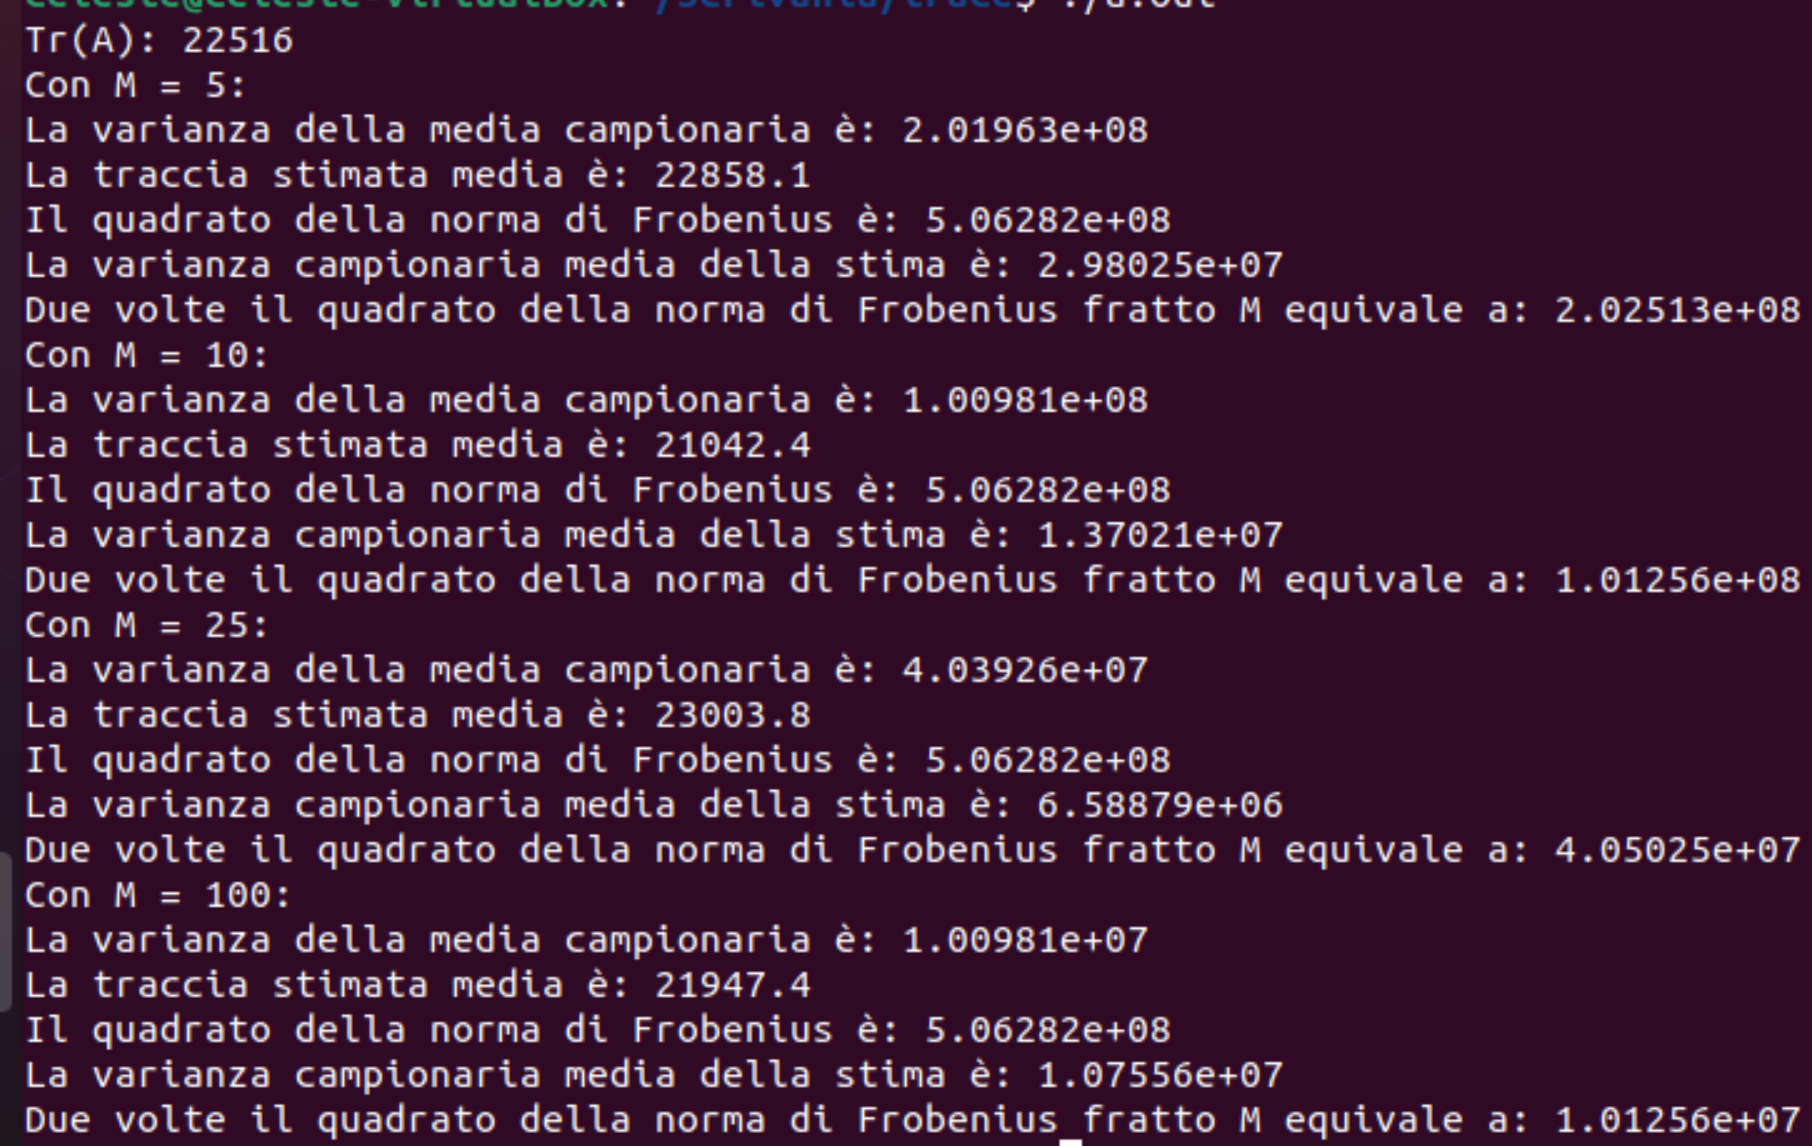 Tr(A): 22516
Con M = 5:
La varianza della media campionaria è: 2.01963e+08
La traccia stimata media è: 22858.1
Il quadrato della norma di Frobenius è: 5.06282e+08
La varianza campionaria media della stima è: 2.98025e+07
Due volte il quadrato della norma di Frobenius fratto M equivale a: 2.02513e+08
Con M = 10:
La varianza della media campionaria è: 1.00981e+08
La traccia stimata media è: 21042.4
Il quadrato della norma di Frobenius è: 5.06282e+08
La varianza campionaria media della stima è: 1.37021e+07
Due volte il quadrato della norma di Frobenius fratto M equivale a: 1.01256e+08
Con M = 25:
La varianza della media campionaria è: 4.03926e+07
La traccia stimata media è: 23003.8
Il quadrato della norma di Frobenius è: 5.06282e+08
La varianza campionaria media della stima è: 6.58879e+06
Due volte il quadrato della norma di Frobenius fratto M equivale a: 4.05025e+07
Con M = 100:
La varianza della media campionaria è: 1.00981e+07
La traccia stimata media è: 21947.4
Il quadrato della norma di Frobenius è: 5.06282e+08
La varianza campionaria media della stima è: 1.07556e+07
Due volte il quadrato della norma di Frobenius fratto M equivale a: 1.01256e+07